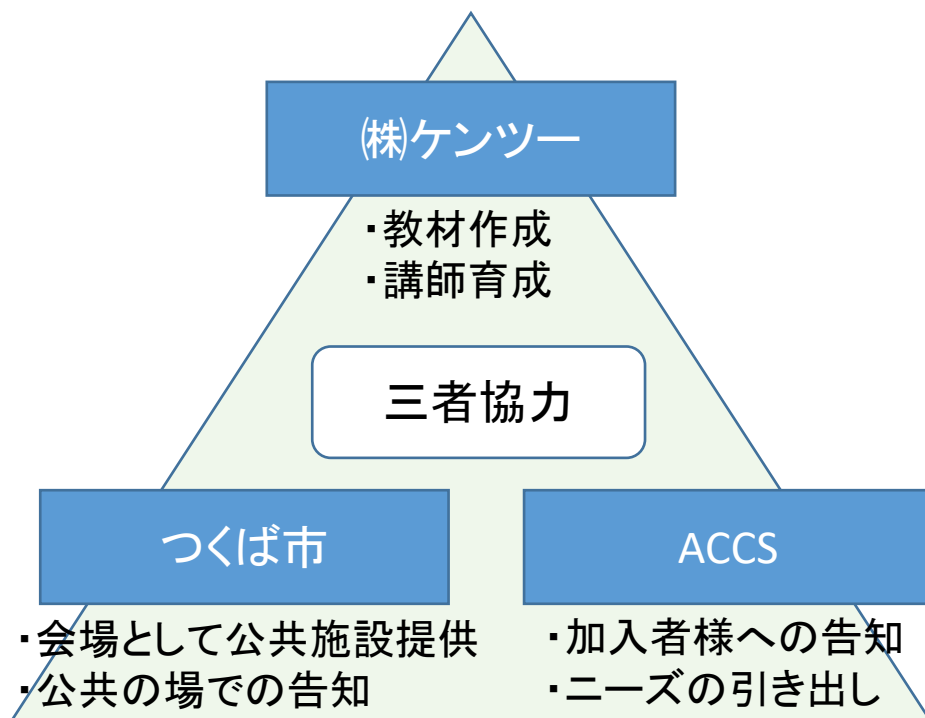 ㈱ケンツー
・教材作成
・講師育成
三者協力
つくば市
・会場として公共施設提供
・公共の場での告知
ACCS
・加入者様への告知
・ニーズの引き出し